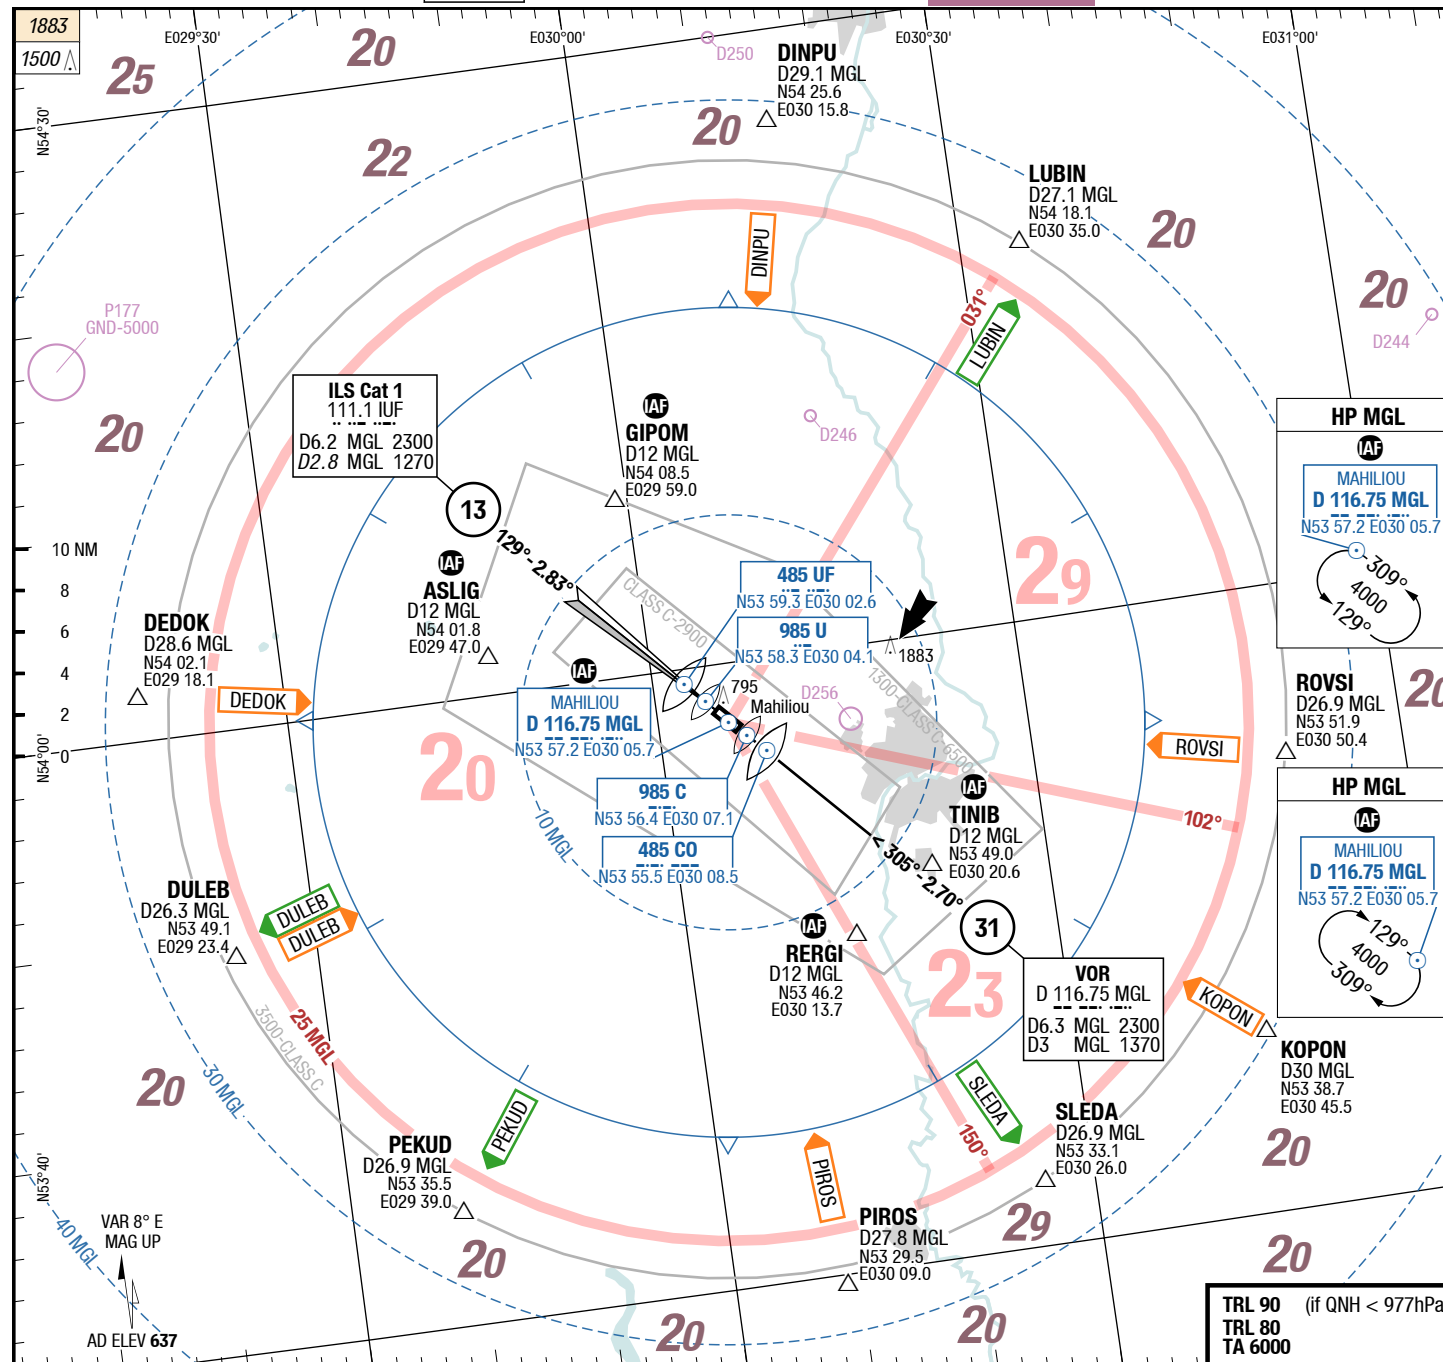 1883
1500
E029°30'
E030°00'
E030°30'
E031°00'
25
20
D250
DINPU
D29.1 MGL
N54 25.6
E030 15.8
N54°30'
22
20
LUBIN
D27.1 MGL
N54 18.1
E030 35.0
20
DINPU
031°
LUBIN
P177
GND-5000
20
D244
20
ILS Cat 1
111.1 IUF
D6.2 MGL 2300
D2.8 MGL 1270
13
129°- 2.83°
IAF
GIPOM
D12 MGL
N54 08.5
E029 59.0
D246
HP MGL
IAF
MAHILIOU
D 116.75 MGL
N53 57.2 E030 05.7
309°
4000
129°
29
10 NM
8
6
4
2
0
IAF
ASLIG
D12 MGL
N54 01.8
E029 47.0
CLASS C-2900
485 UF
N53 59.3 E030 02.6
985 U
N53 58.3 E030 04.1
1883
1300-CLASS C-6500
DEDOK
D28.6 MGL
N54 02.1
E029 18.1
DEDOK
N54°00'
IAF
MAHILIOU
D 116.75 MGL
N53 57.2 E030 05.7
795
Mahiliou
D256
ROVSI
D26.9 MGL
N53 51.9
E030 50.4
20
ROVSI
20
985 C
N53 56.4 E030 07.1
485 CO
N53 55.5 E030 08.5
10 MGL
102°
IAF
TINIB
D12 MGL
N53 49.0
E030 20.6
< 305°-2.70°
31
HP MGL
IAF
MAHILIOU
D 116.75 MGL
N53 57.2 E030 05.7
129°
4000
309°
DULEB
D26.3 MGL
N53 49.1
E029 23.4
DULEB
DULEB
IAF
RERGI
D12 MGL
N53 46.2
E030 13.7
23
VOR
D 116.75 MGL
D6.3 MGL 2300
D3 MGL 1370
KOPON
KOPON
D30 MGL
N53 38.7
E030 45.5
25 MGL
3500-CLASS C
30 MGL
20
PEKUD
PEKUD
D26.9 MGL
N53 35.5
E029 39.0
SLEDA
150°
SLEDA
D26.9 MGL
N53 33.1
E030 26.0
20
N53°40'
PIROS
PIROS
D27.8 MGL
N53 29.5
E030 09.0
29
20
VAR 8° E
MAG UP
40 MGL
AD ELEV 637
20
20
20
TRL 90 (if QNH < 977hPa
TRL 80
TA 6000